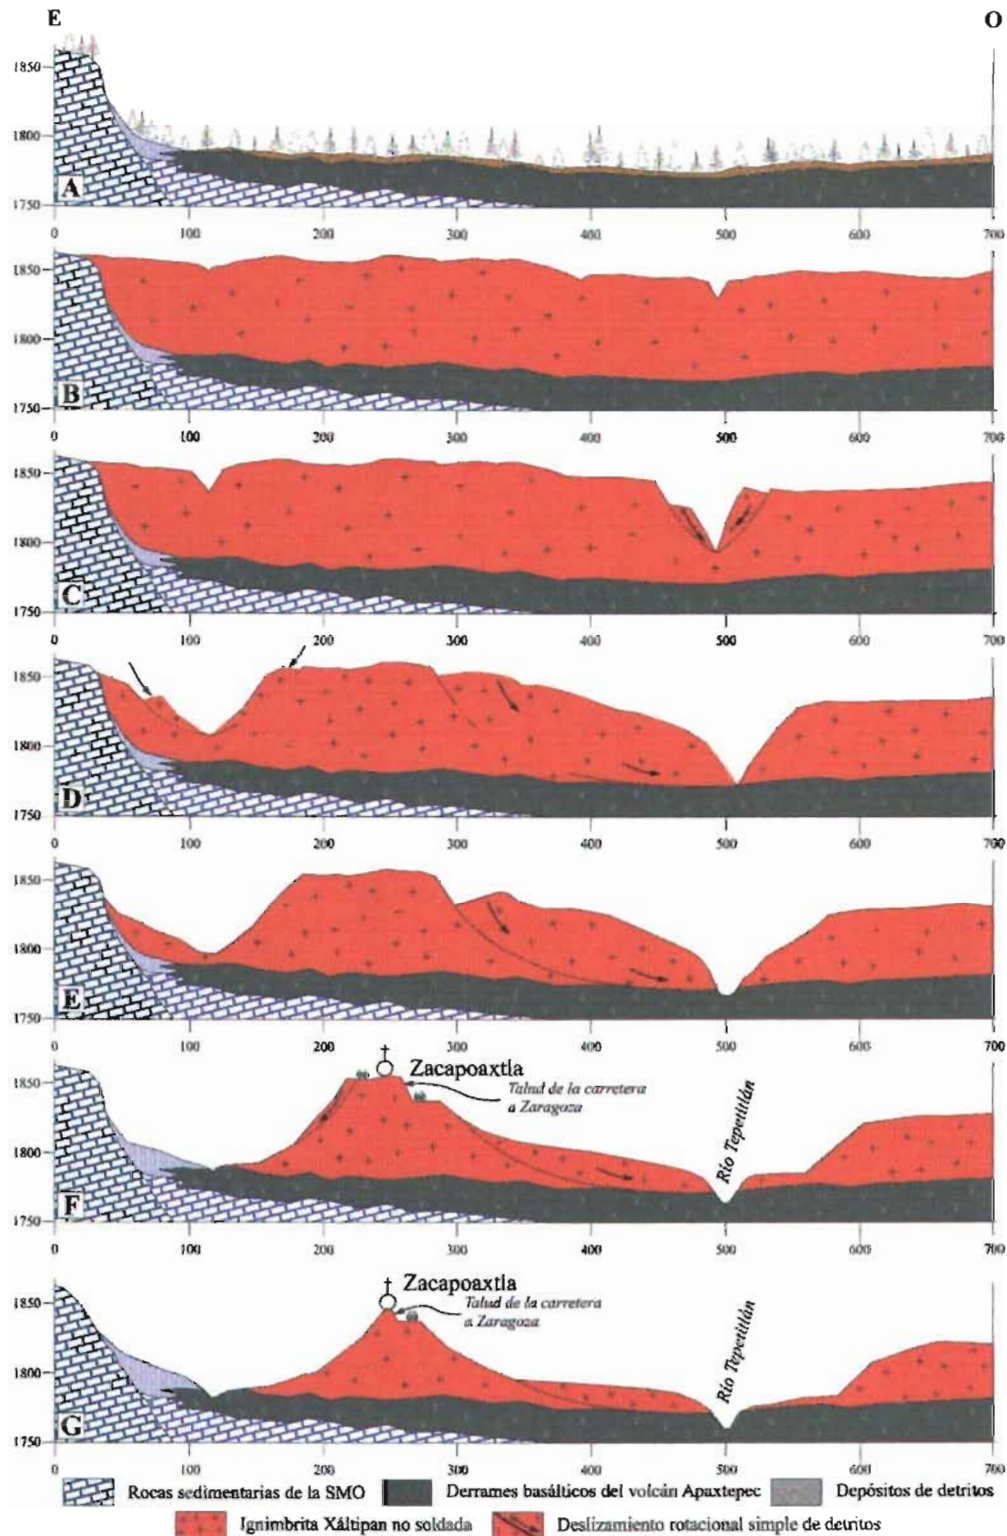 E O
1850
1800
A
1750
0 100 200 300 400 500 600 700
1850
1800
B
1750
0 100 200 300 400 500 600 700
1850
1800
C
1750
0 100 200 300 400 500 600 700
1850
1800
D
1750
0 100 200 300 400 500 600 700
1850
1800
E
1750
0 100 200 300 400 500 600 700
Zacapoaxtla
1850
Talud de la carretera
a Zaragoza
Río Tepetitlán
1800
F
1750
0 100 200 300 400 500 600 700
Zacapoaxtla
1850
Talud de la carretera
a Zaragoza
Río Tepetitlán
1800
G
1750
0 100 200 300 400 500 600 700
Rocas sedimentarias de la SMO Derrames basálticos del volcán Apaxtepec Depósitos de detritos
Ignimbrita Xáltipan no soldada Deslizamiento rotacional simple de detritos